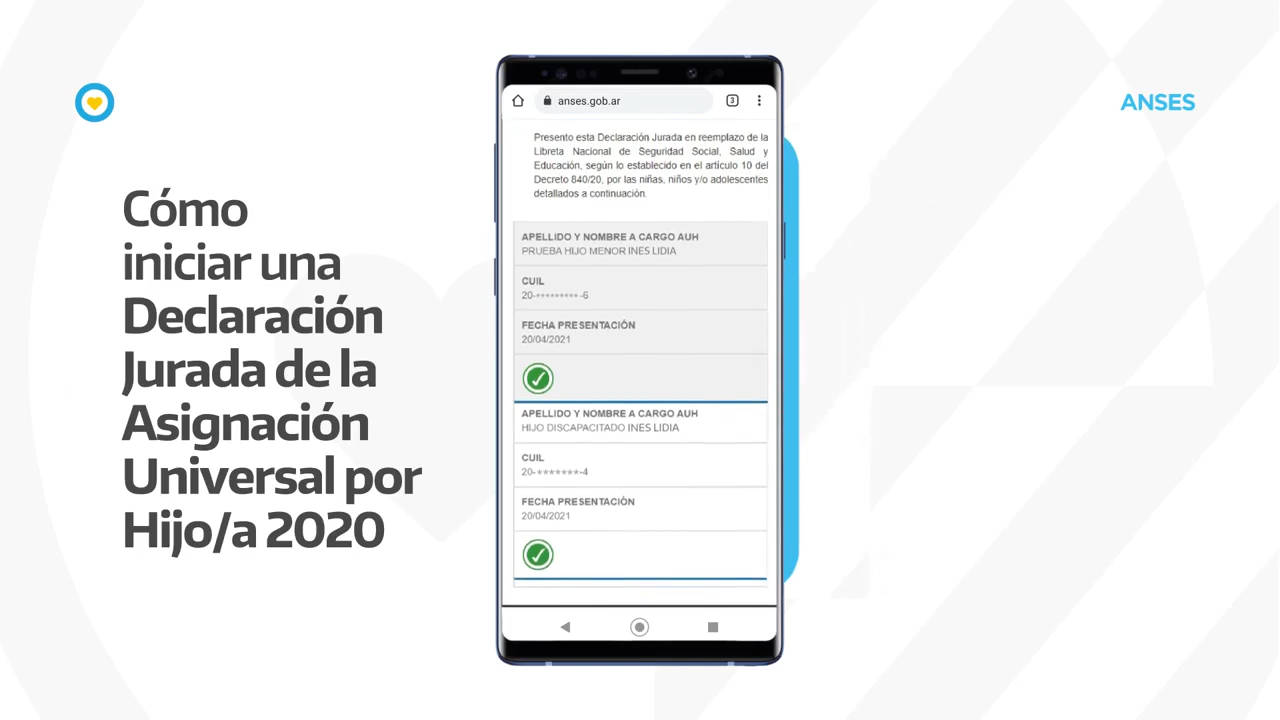 ANSES
Cómo
iniciar una
Declaración
Jurada de la
Asignación
Universal por
Hijo/a 2020
anses.gob.ar
3
Presento esta Declaración Jurada en reemplazo de la
Libreta Nacional de Seguridad Social, Salud y
Educación, según lo establecido en el artículo 10 del
Decreto 840/20, por las niñas, niños y/o adolescentes
detallados a continuación.
APELLIDO Y NOMBRE A CARGO AUH
PRUEBA HIJO MENOR INES LIDIA
CUIL
20-*********-6
FECHA PRESENTACIÓN
20/04/2021
APELLIDO Y NOMBRE A CARGO AUH
HIJO DISCAPACITADO INES LIDIA
CUIL
20-*******-4
FECHA PRESENTACIÓN
20/04/2021